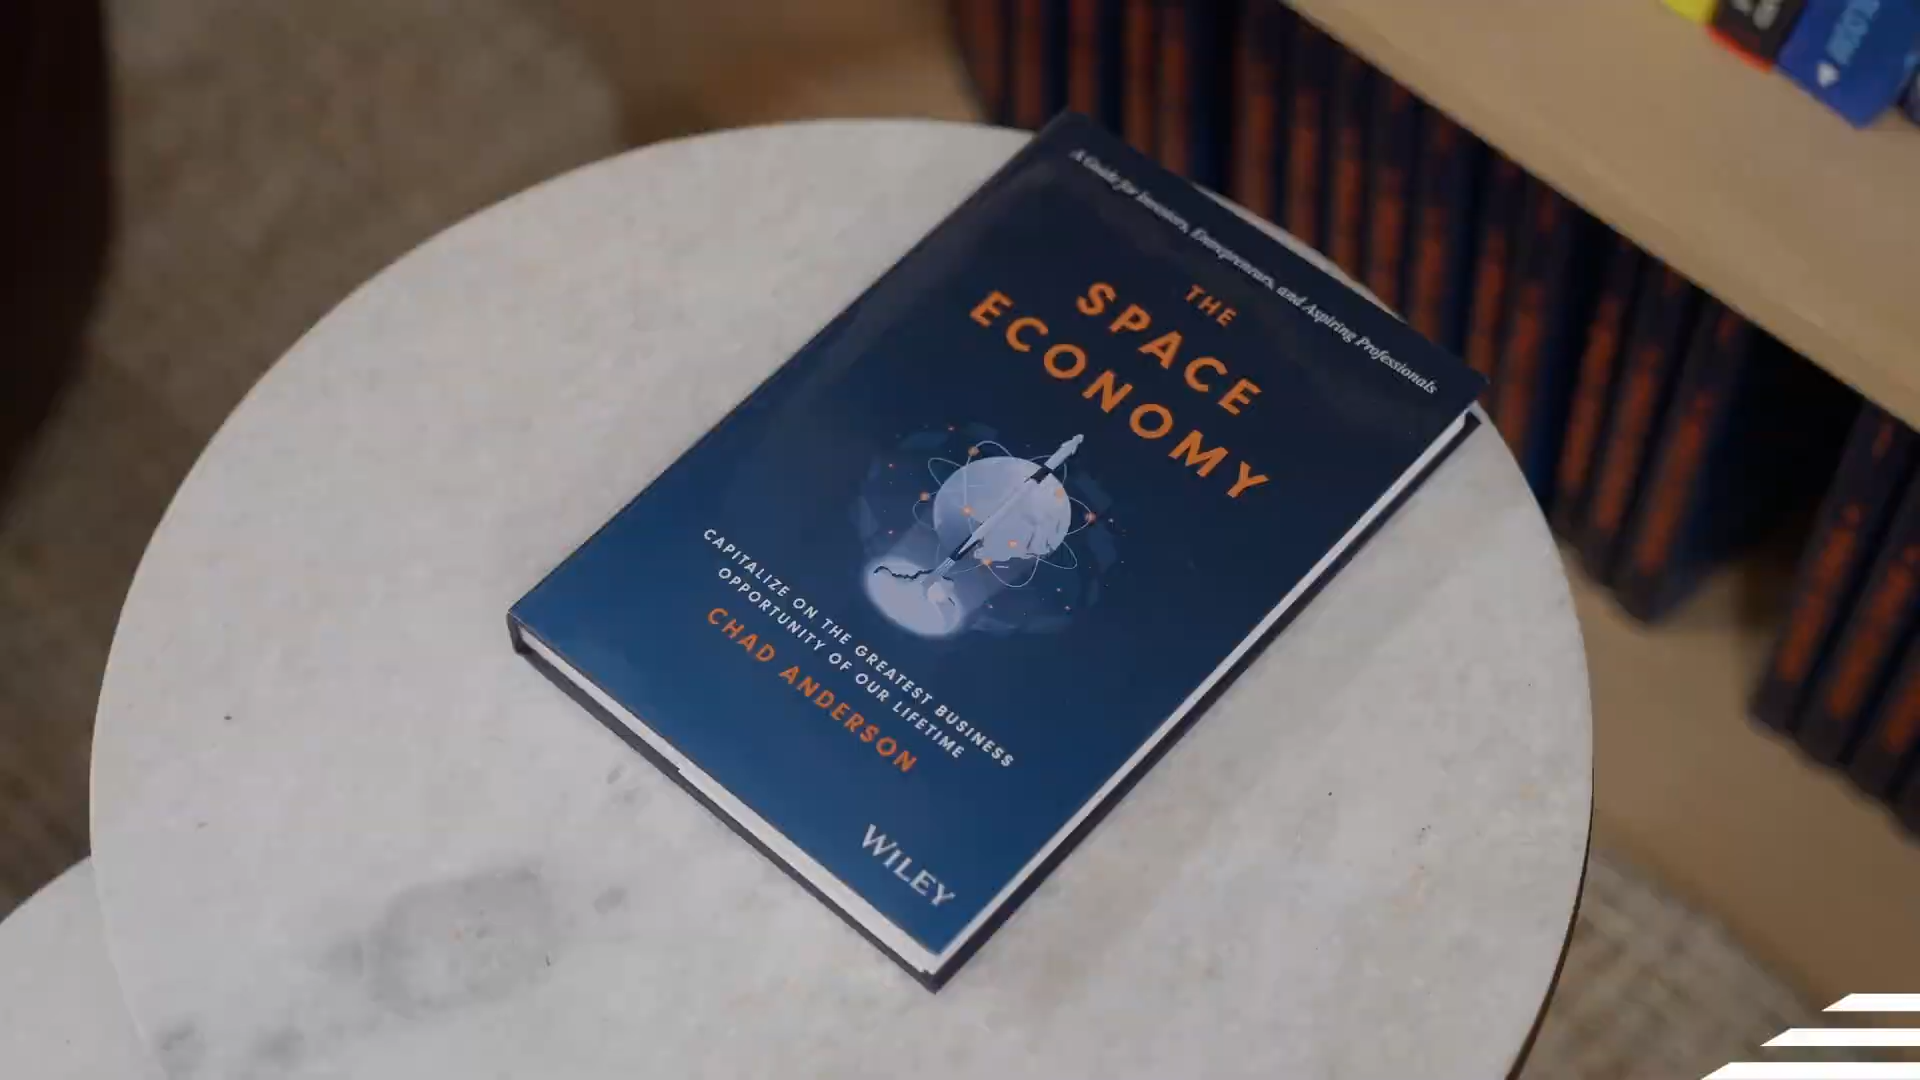 A Guide for Investors, Entrepreneurs, and Aspiring Professionals
THE
SPACE
ECONOMY
CAPITALIZE ON THE GREATEST BUSINESS
OPPORTUNITY OF OUR LIFETIME
CHAD ANDERSON
WILEY